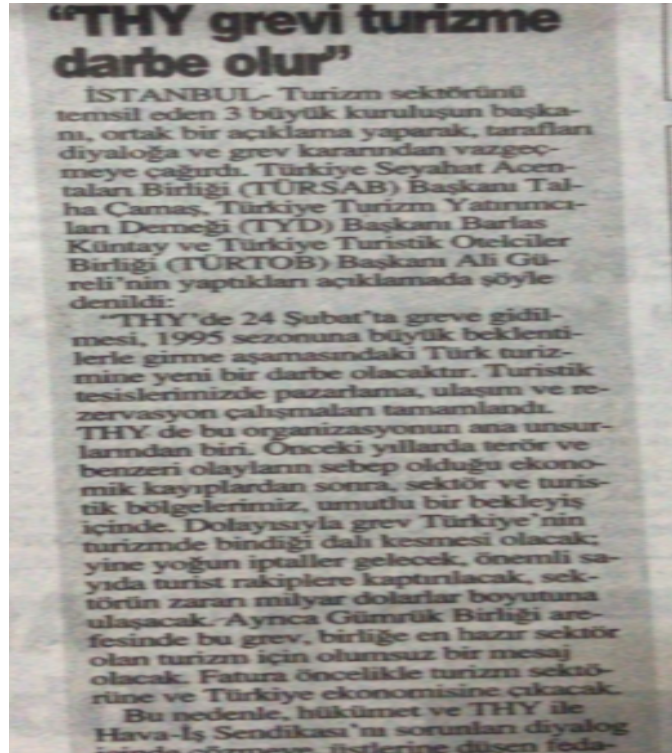 “THY grevi turizme
darbe olur”
İSTANBUL- Turizm sektörünü
temsil eden 3 büyük kuruluşun başka-
nı, ortak bir açıklama yaparak, tarafları
diyaloğa ve grev kararından vazgeç-
meye çağırdı. Türkiye Seyahat Acen-
taları Birliği (TÜRSAB) Başkanı Tal-
ha Çamaş, Türkiye Turizm Yatırımcı-
ları Derneği (TYD) Başkanı Barlas
Küntay ve Türkiye Turistik Otelciler
Birliği (TÜRTOB) Başkanı Ali Gü-
reli’nin yaptıkları açıklamada şöyle
denildi:
“THY’de 24 Şubat’ta greve gidil-
mesi, 1995 sezonuna büyük beklenti-
lerle girme aşamasındaki Türk turiz-
mine yeni bir darbe olacaktır. Turistik
tesislerimizde pazarlama, ulaşım ve re-
zervasyon çalışmaları tamamlandı.
THY de bu organizasyonun ana unsur-
larından biri. Önceki yıllarda terör ve
benzeri olayların sebep olduğu ekono-
mik kayıplardan sonra, sektör ve turis-
tik bölgelerimiz, umutlu bir bekleyiş
içinde. Dolayısıyla grev Türkiye’nin
turizmde bindiği dalı kesmesi olacak;
yine yoğun iptaller gelecek, önemli sa-
yıda turist rakiplere kaptırılacak, sek-
törün zararı milyar dolarlar boyutuna
ulaşacak. Ayrıca Gümrük Birliği are-
fesinde bu grev, birliğe en hazır sektör
olan turizm için olumsuz bir mesaj
olacak. Fatura öncelikle turizm sektö-
rüne ve Türkiye ekonomisine çıkacak.
Bu nedenle, hükümet ve THY ile
Hava-İş Sendikası’nı sorunları diyalog
içinde üstlerine düşen